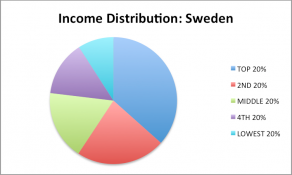 Income Distribution: Sweden
TOP 20%
2ND 20%
MIDDLE 20%
4TH 20%
LOWEST 20%